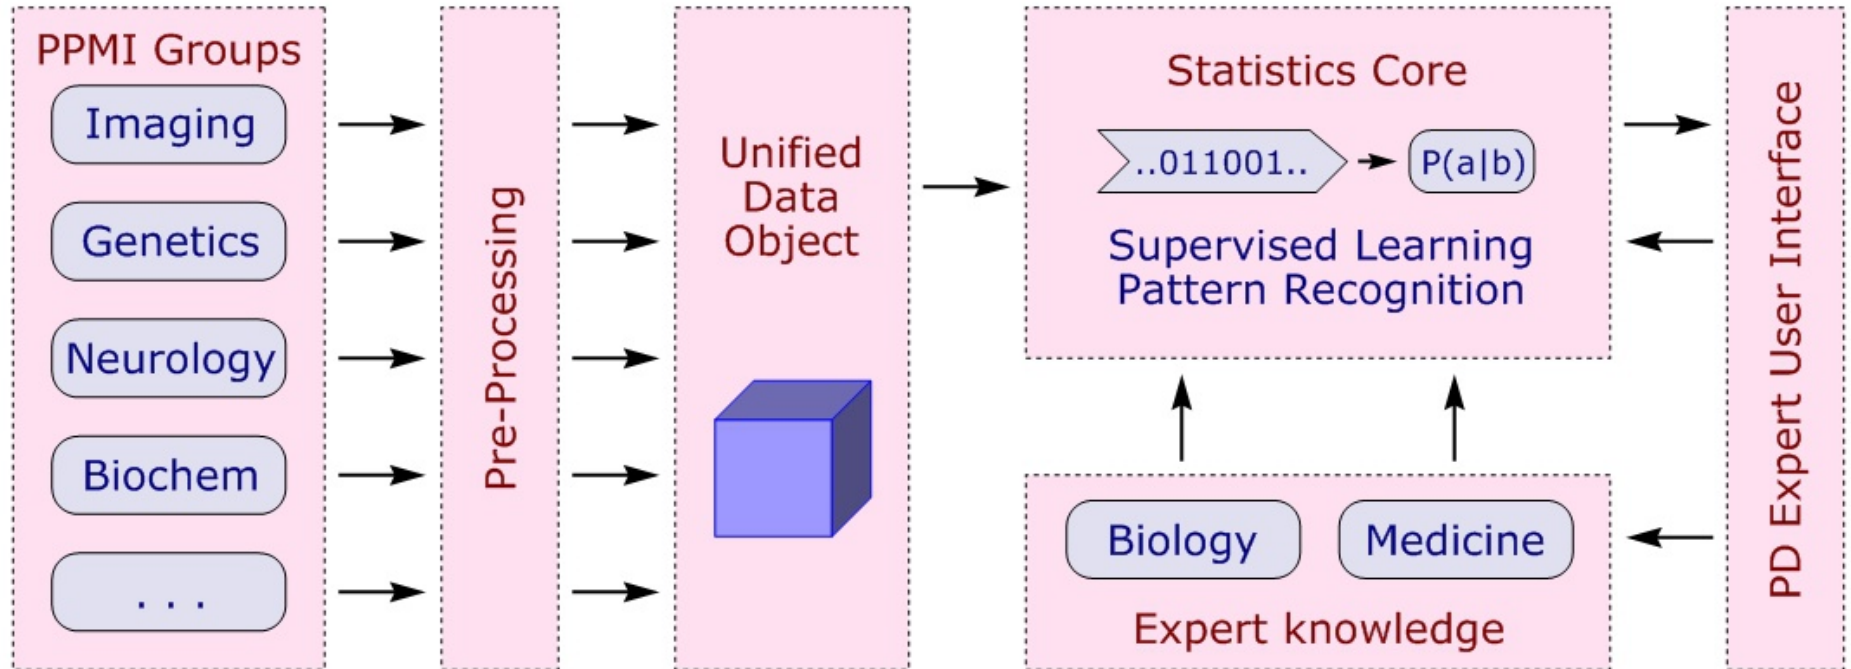 PPMI Groups
Imaging
Genetics
Neurology
Biochem
. . .
Pre-Processing
Unified
Data
Object
Statistics Core
..011001..
P(a|b)
Supervised Learning
Pattern Recognition
Biology
Medicine
Expert knowledge
PD Expert User Interface